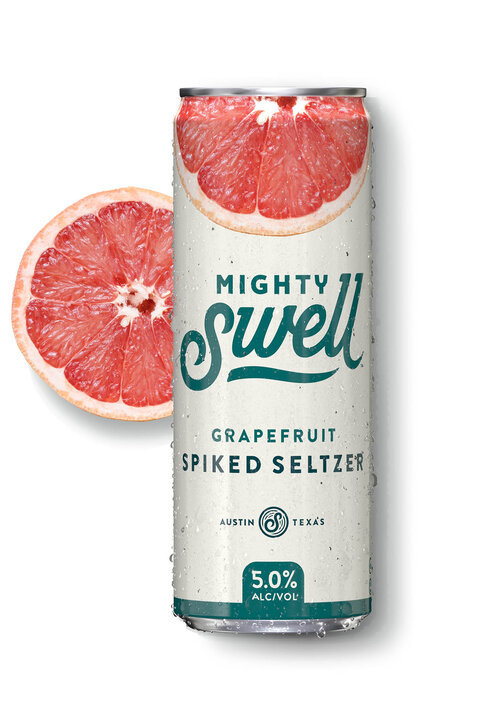 MIGHTY
Swell
GRAPEFRUIT
SPIKED SELTZER
AUSTIN S TEXAS
5.0%
ALC/VOL